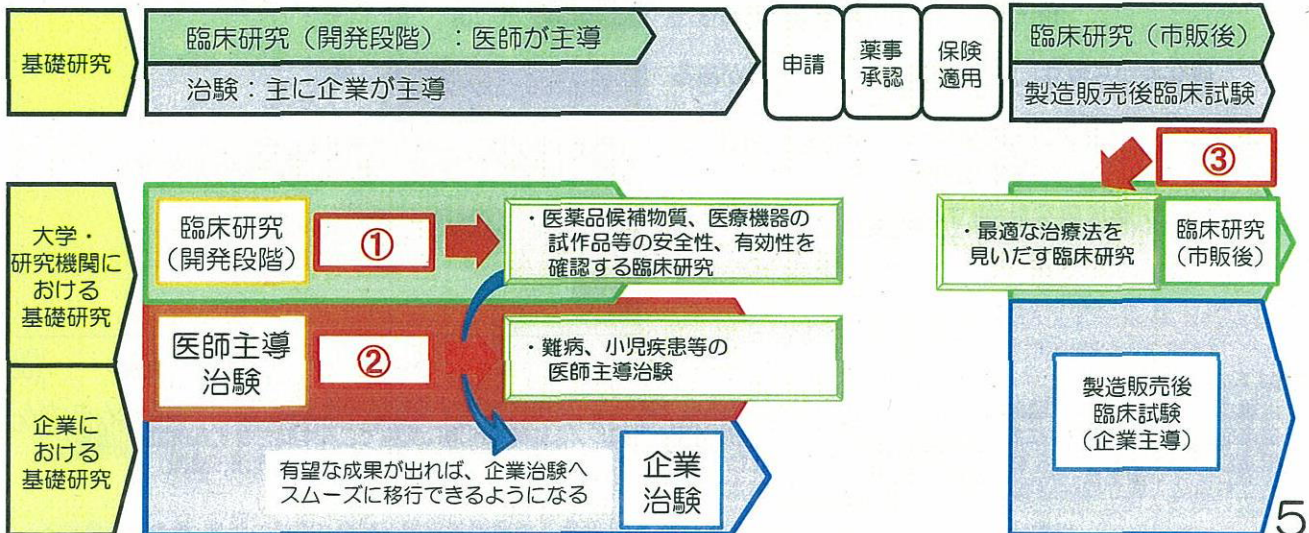 基礎研究
臨床研究（開発段階）：医師が主導
治験：主に企業が主導
申請
薬事
承認
保険
適用
臨床研究（市販後）
製造販売後臨床試験
③
大学・
研究機関に
おける
基礎研究
臨床研究
（開発段階）
①
・医薬品候補物質、医療機器の
試作品等の安全性、有効性を
確認する臨床研究
・最適な治療法を
見いだす臨床研究
臨床研究
（市販後）
医師主導
治験
②
・難病、小児疾患等の
医師主導治験
企業に
おける
基礎研究
有望な成果が出れば、企業治験へ
スムーズに移行できるようになる
企業
治験
製造販売後
臨床試験
（企業主導）
5